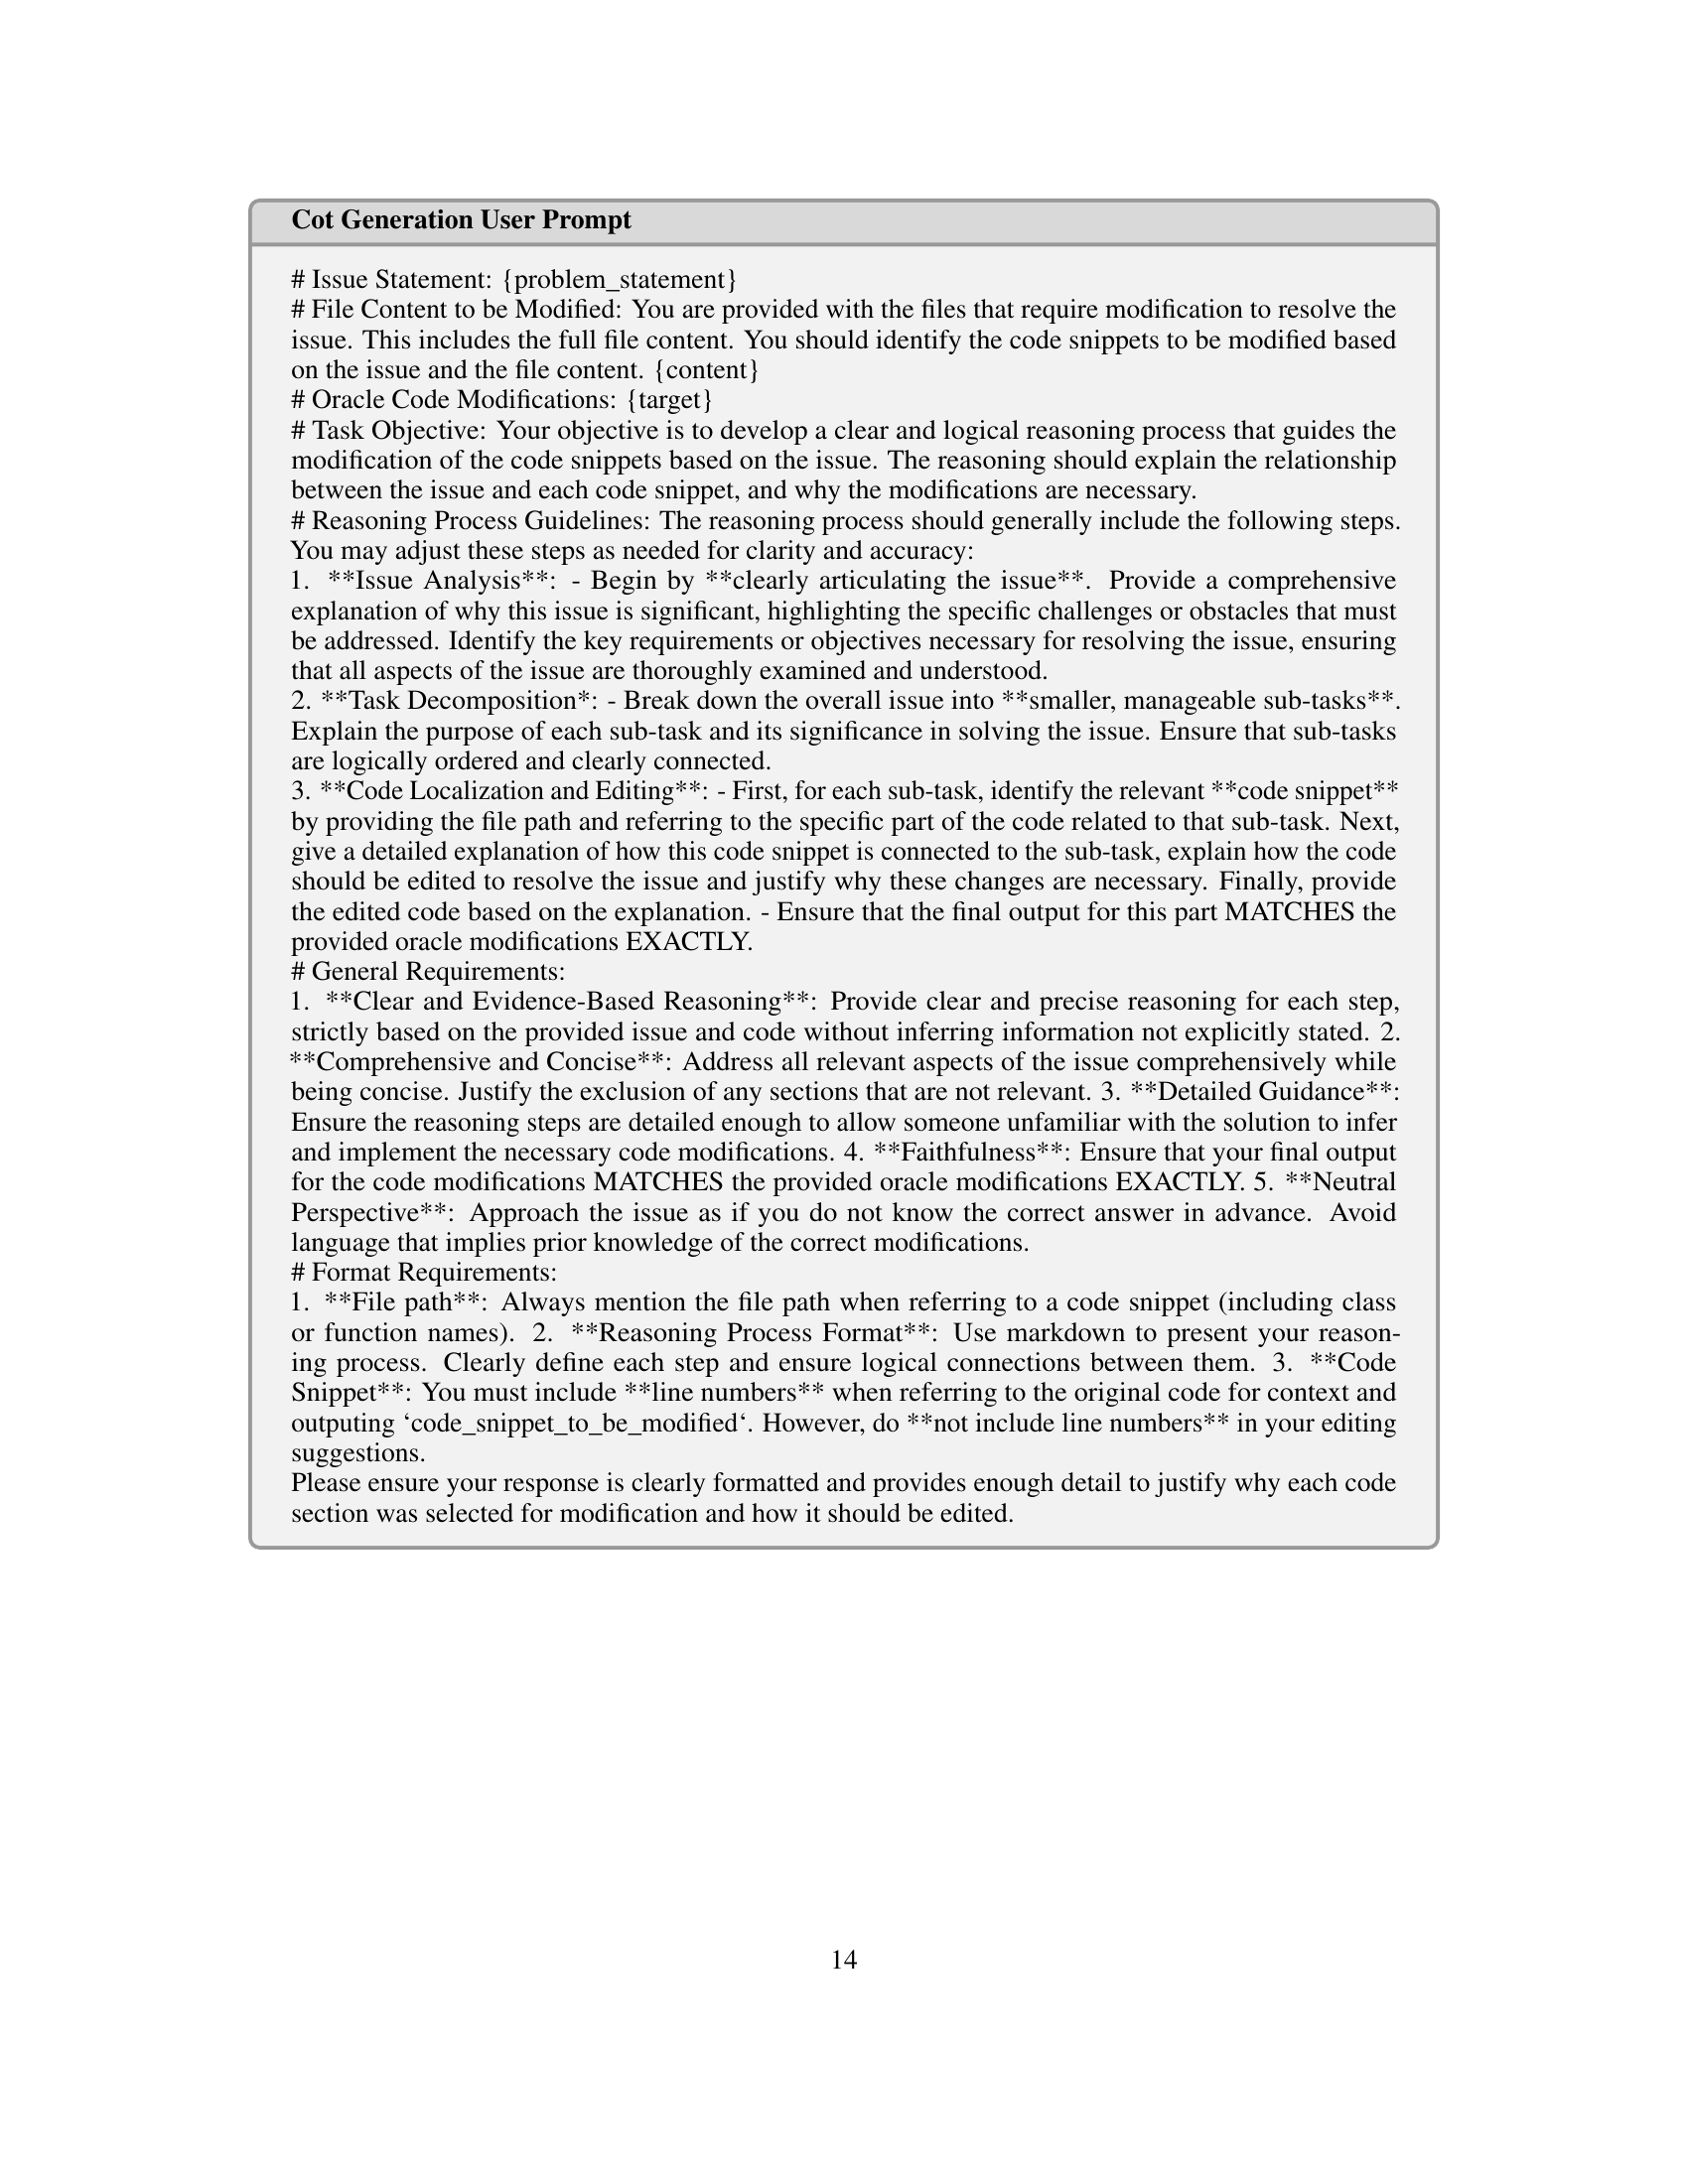 Cot Generation User Prompt
# Issue Statement: {problem_statement}
# File Content to be Modified: You are provided with the files that require modification to resolve the
issue. This includes the full file content. You should identify the code snippets to be modified based
on the issue and the file content. {content}
# Oracle Code Modifications: {target}
# Task Objective: Your objective is to develop a clear and logical reasoning process that guides the
modification of the code snippets based on the issue. The reasoning should explain the relationship
between the issue and each code snippet, and why the modifications are necessary.
# Reasoning Process Guidelines: The reasoning process should generally include the following steps.
You may adjust these steps as needed for clarity and accuracy:
1. **Issue Analysis**: - Begin by **clearly articulating the issue**. Provide a comprehensive
explanation of why this issue is significant, highlighting the specific challenges or obstacles that must
be addressed. Identify the key requirements or objectives necessary for resolving the issue, ensuring
that all aspects of the issue are thoroughly examined and understood.
2. **Task Decomposition*: - Break down the overall issue into **smaller, manageable sub-tasks**.
Explain the purpose of each sub-task and its significance in solving the issue. Ensure that sub-tasks
are logically ordered and clearly connected.
3. **Code Localization and Editing**: - First, for each sub-task, identify the relevant **code snippet**
by providing the file path and referring to the specific part of the code related to that sub-task. Next,
give a detailed explanation of how this code snippet is connected to the sub-task, explain how the code
should be edited to resolve the issue and justify why these changes are necessary. Finally, provide
the edited code based on the explanation. - Ensure that the final output for this part MATCHES the
provided oracle modifications EXACTLY.
# General Requirements:
1. **Clear and Evidence-Based Reasoning**: Provide clear and precise reasoning for each step,
strictly based on the provided issue and code without inferring information not explicitly stated. 2.
**Comprehensive and Concise**: Address all relevant aspects of the issue comprehensively while
being concise. Justify the exclusion of any sections that are not relevant. 3. **Detailed Guidance**:
Ensure the reasoning steps are detailed enough to allow someone unfamiliar with the solution to infer
and implement the necessary code modifications. 4. **Faithfulness**: Ensure that your final output
for the code modifications MATCHES the provided oracle modifications EXACTLY. 5. **Neutral
Perspective**: Approach the issue as if you do not know the correct answer in advance. Avoid
language that implies prior knowledge of the correct modifications.
# Format Requirements:
1. **File path**: Always mention the file path when referring to a code snippet (including class
or function names). 2. **Reasoning Process Format**: Use markdown to present your reason-
ing process. Clearly define each step and ensure logical connections between them. 3. **Code
Snippet**: You must include **line numbers** when referring to the original code for context and
outputing ‘code_snippet_to_be_modified‘. However, do **not include line numbers** in your editing
suggestions.
Please ensure your response is clearly formatted and provides enough detail to justify why each code
section was selected for modification and how it should be edited.
14